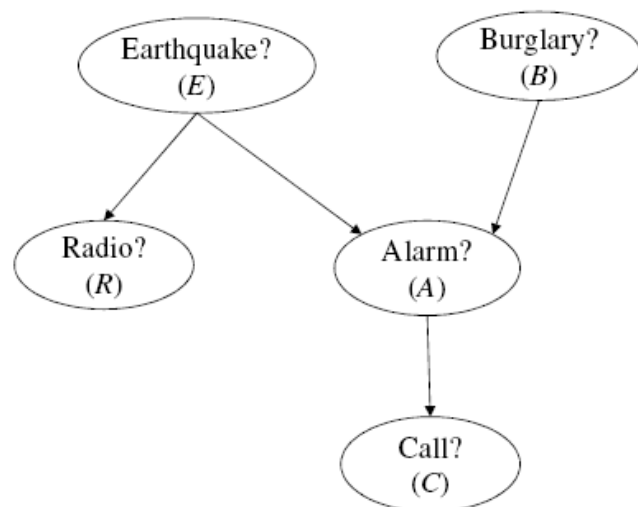 Earthquake?
(E)
Burglary?
(B)
Radio?
(R)
Alarm?
(A)
Call?
(C)